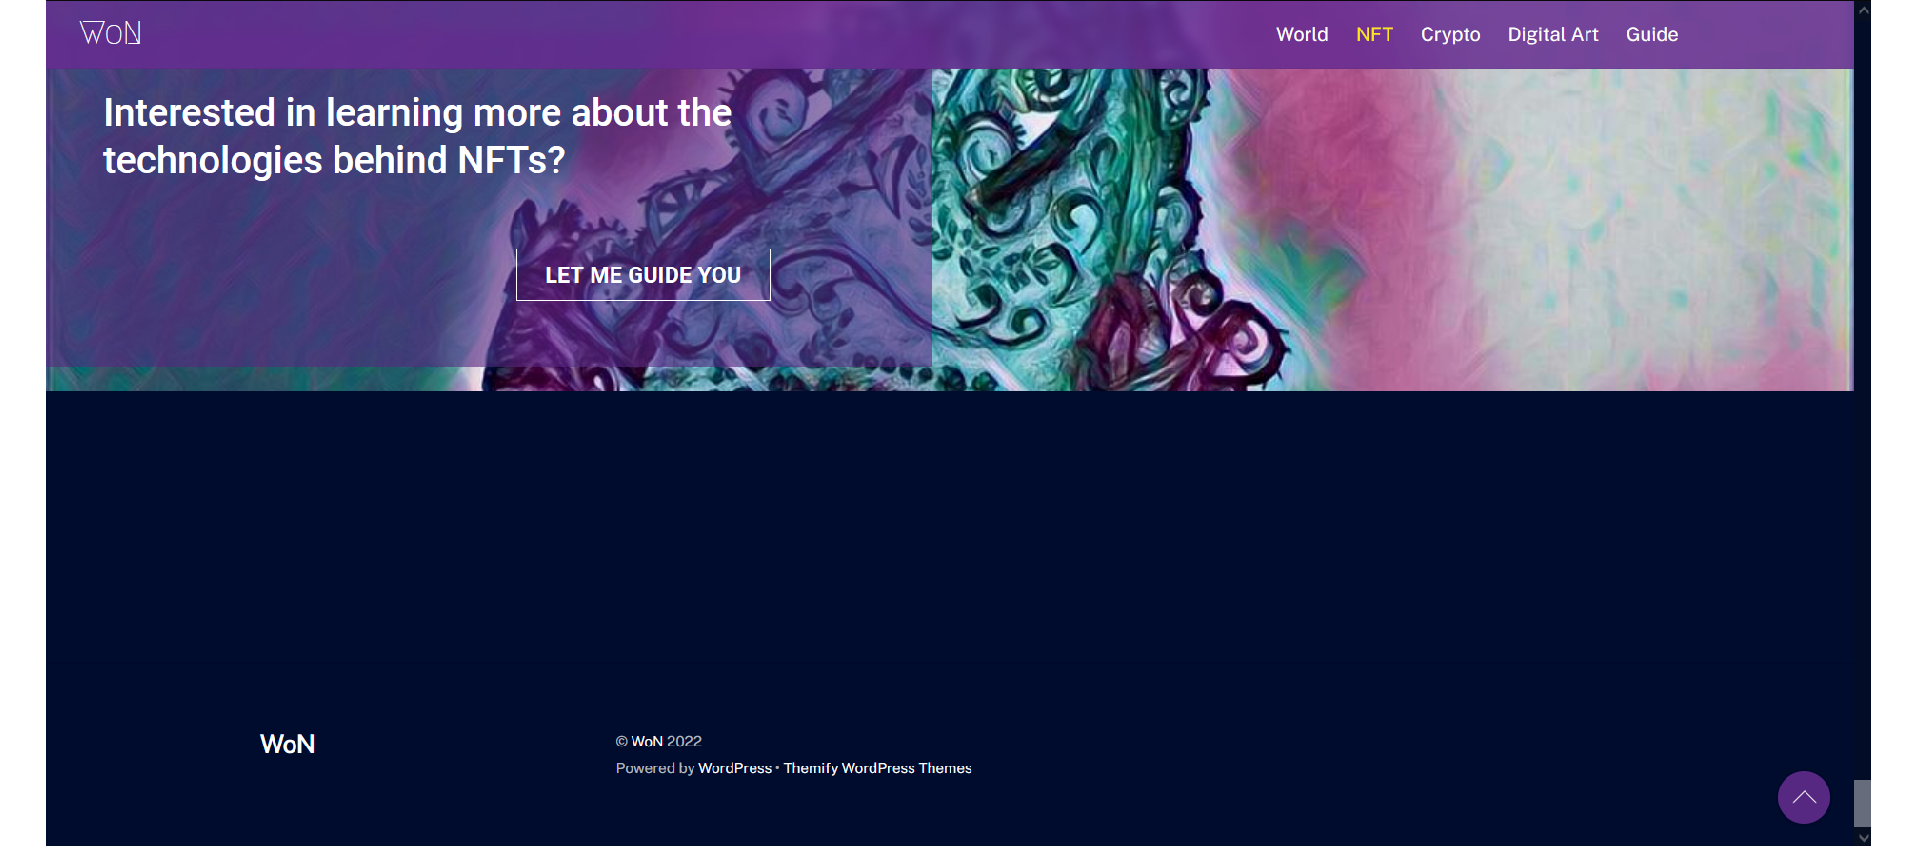 WoN
World NFT Crypto Digital Art Guide
Interested in learning more about the
technologies behind NFTs?
LET ME GUIDE YOU
WoN
© WoN 2022
Powered by WordPress • Themify WordPress Themes